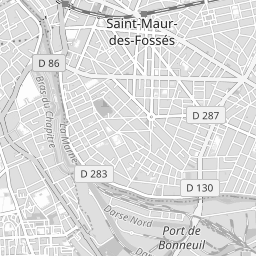 Saint-Maur-
des-Fossés
D 86
Bras du Chapitre
D 287
La Marne
D 283
D 130
Darse Nord
Port de
Bonneuil